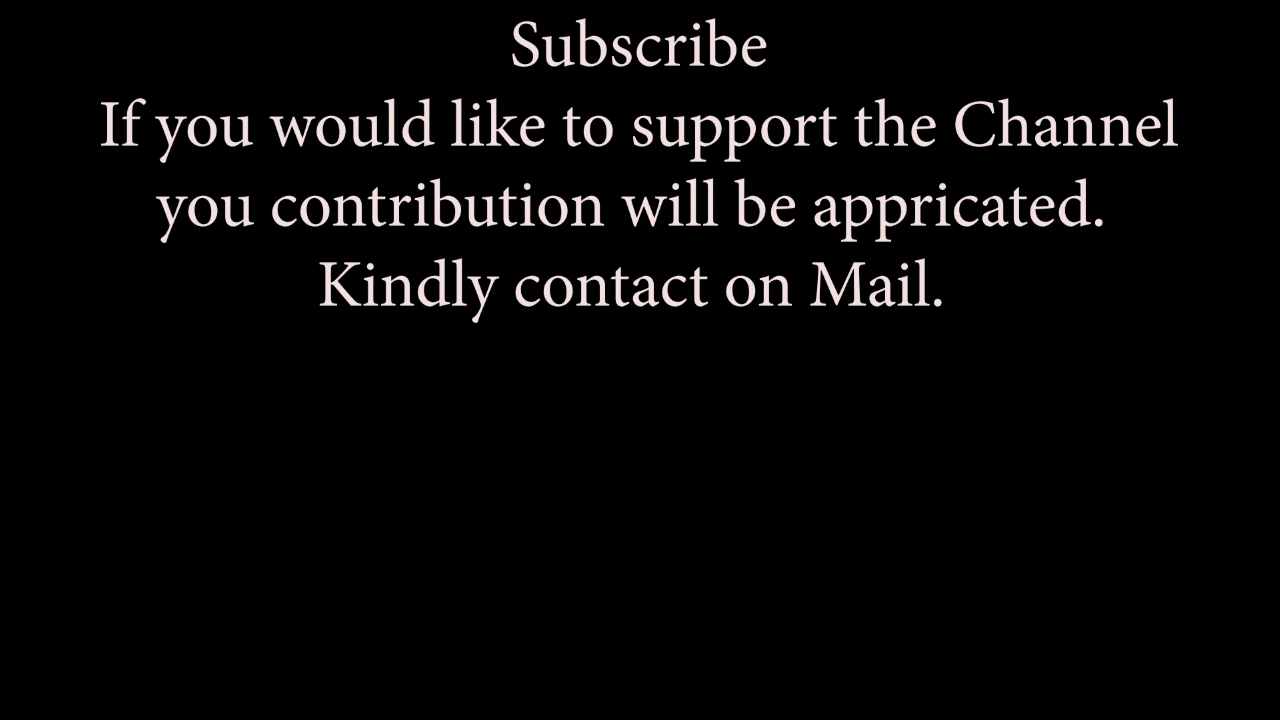 Subscribe
If you would like to support the Channel
you contribution will be appricated.
Kindly contact on Mail.